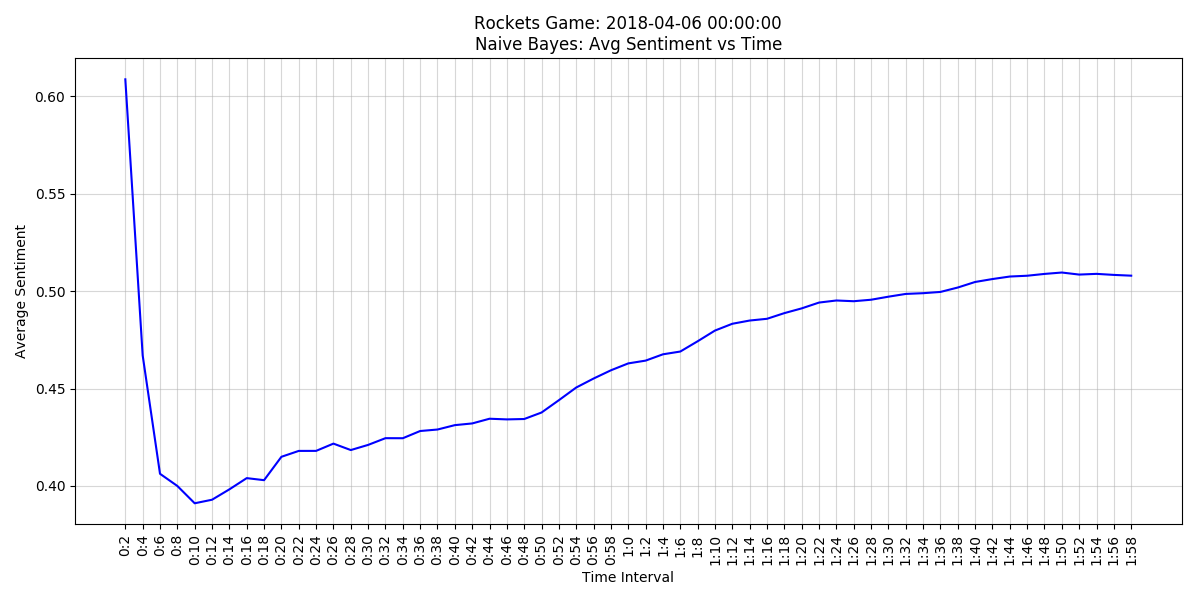 Rockets Game: 2018-04-06 00:00:00
Naive Bayes: Avg Sentiment vs Time
Average Sentiment
0.60
0.55
0.50
0.45
0.40
0:2 0:4 0:6 0:8 0:10 0:12 0:14 0:16 0:18 0:20 0:22 0:24 0:26 0:28 0:30 0:32 0:34 0:36 0:38 0:40 0:42 0:44 0:46 0:48 0:50 0:52 0:54 0:56 0:58 1:0 1:2 1:4 1:6 1:8 1:10 1:12 1:14 1:16 1:18 1:20 1:22 1:24 1:26 1:28 1:30 1:32 1:34 1:36 1:38 1:40 1:42 1:44 1:46 1:48 1:50 1:52 1:54 1:56 1:58
Time Interval